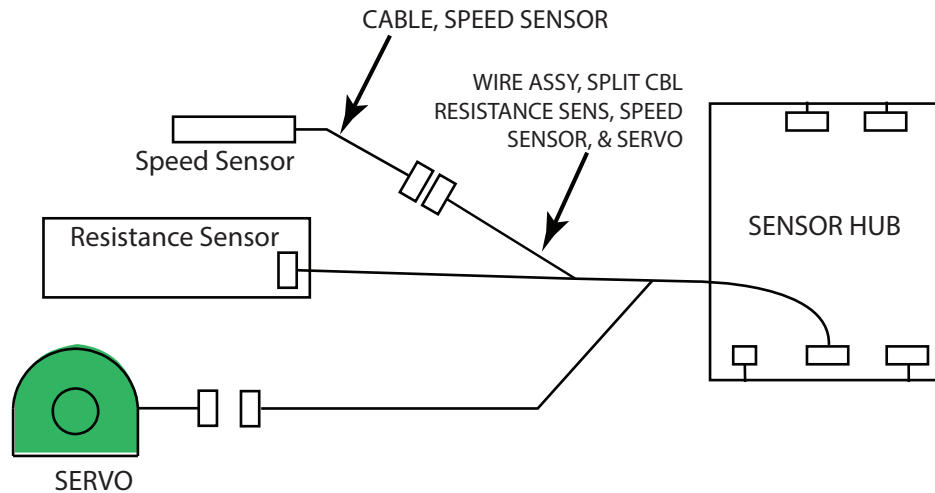 CABLE, SPEED SENSOR
WIRE ASSY, SPLIT CBL
RESISTANCE SENS, SPEED
SENSOR, & SERVO
Speed Sensor
Resistance Sensor
SENSOR HUB
SERVO